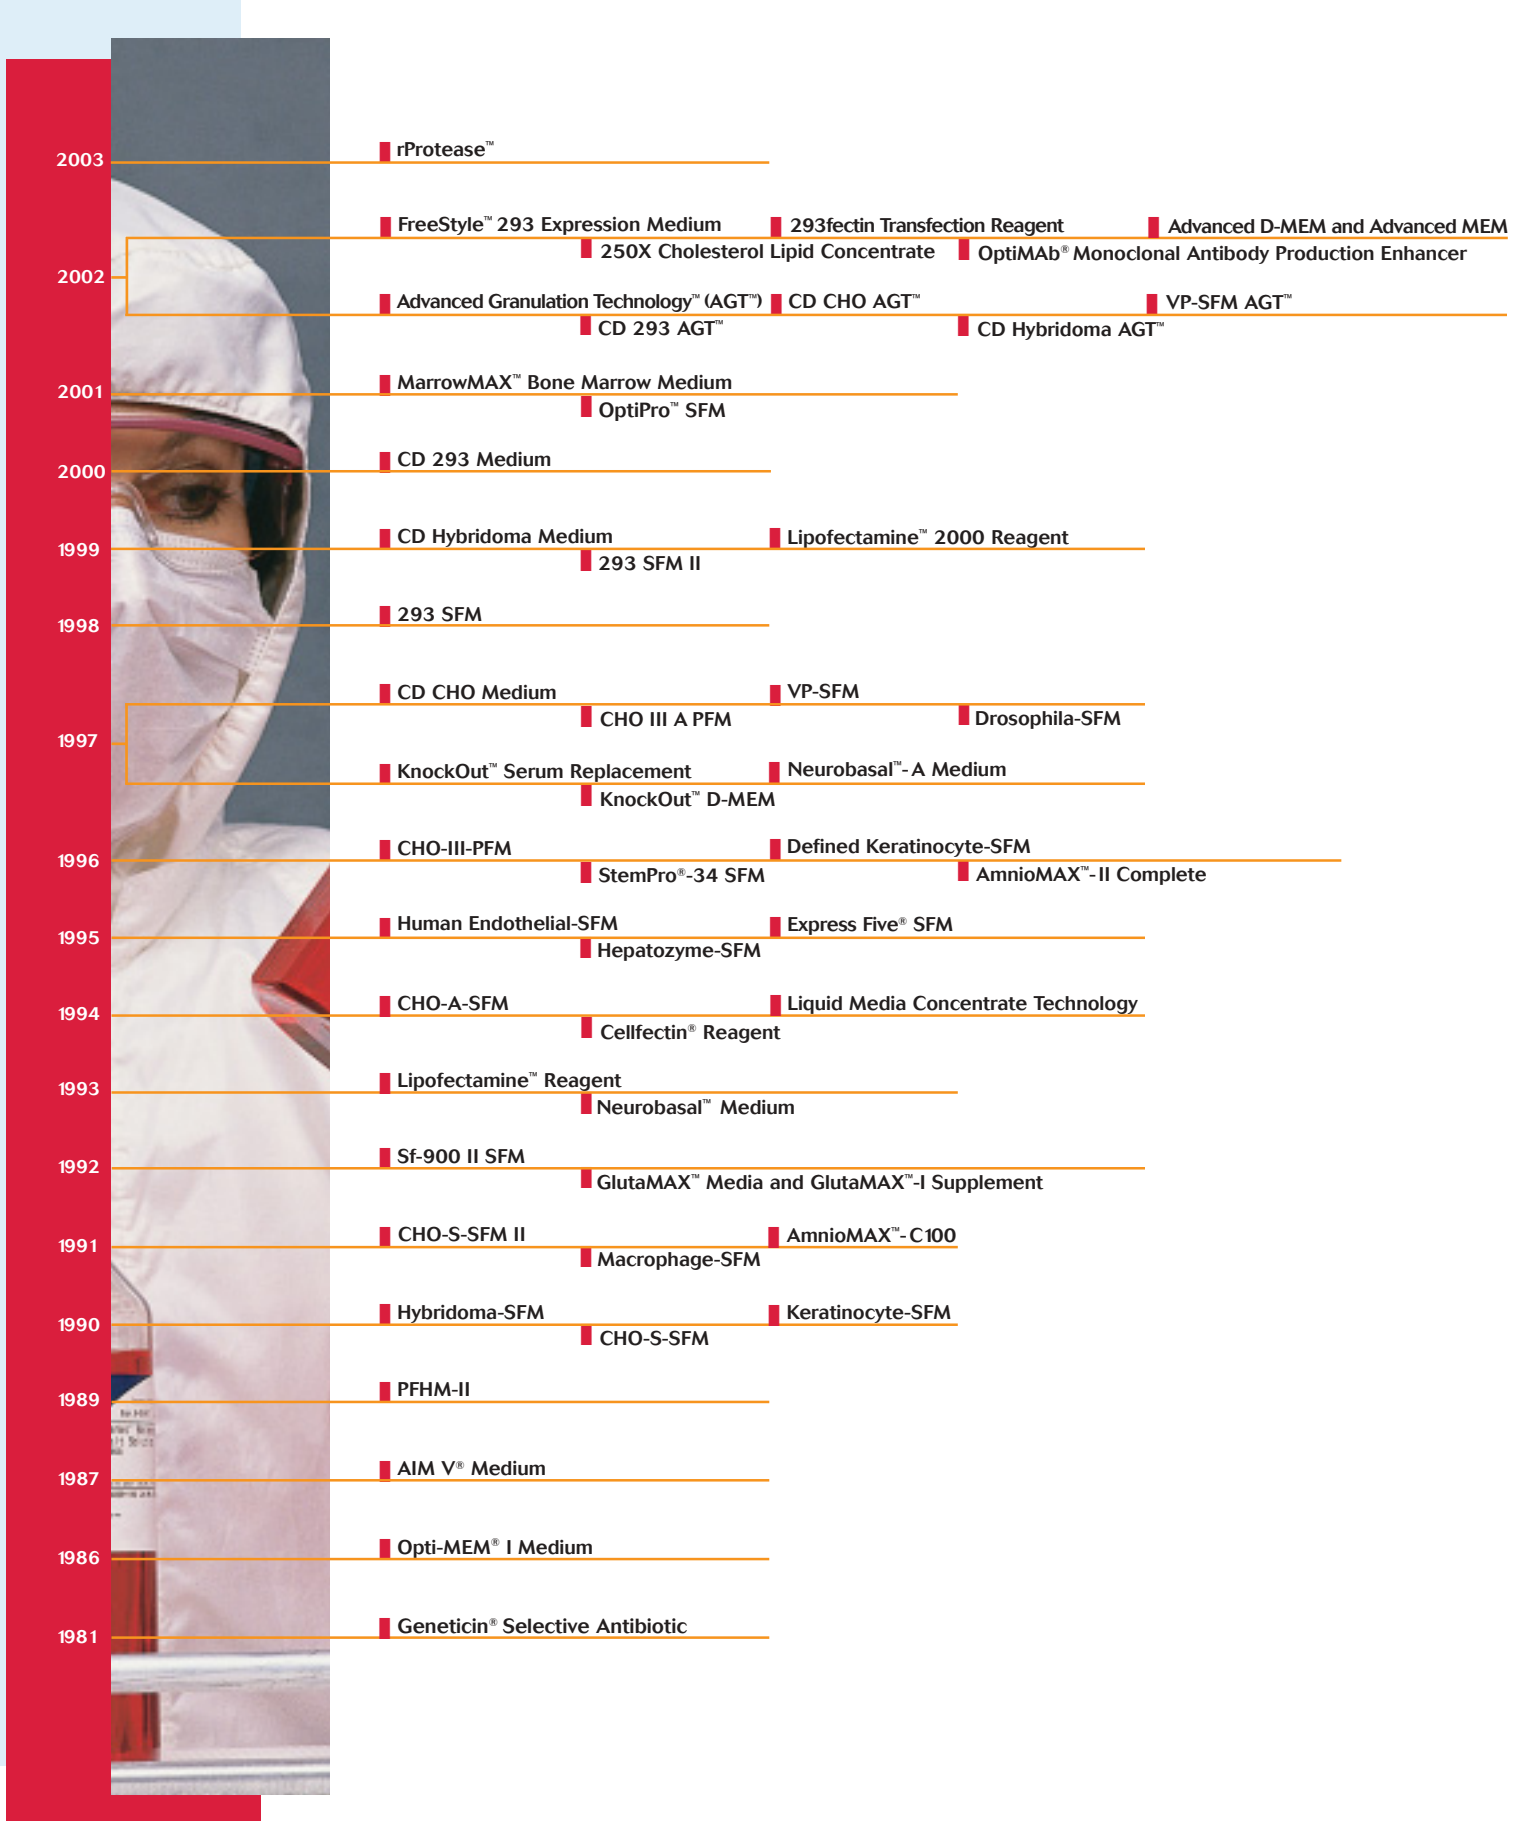 2003
rProtease™
FreeStyle™ 293 Expression Medium
293fectin Transfection Reagent
Advanced D-MEM and Advanced MEM
250X Cholesterol Lipid Concentrate
OptiMAb® Monoclonal Antibody Production Enhancer
2002
Advanced Granulation Technology™ (AGT™)
CD CHO AGT™
VP-SFM AGT™
CD 293 AGT™
CD Hybridoma AGT™
2001
MarrowMAX™ Bone Marrow Medium
OptiPro™ SFM
2000
CD 293 Medium
1999
CD Hybridoma Medium
Lipofectamine™ 2000 Reagent
293 SFM II
1998
293 SFM
CD CHO Medium
VP-SFM
CHO III A PFM
Drosophila-SFM
1997
KnockOut™ Serum Replacement
Neurobasal™-A Medium
KnockOut™ D-MEM
1996
CHO-III-PFM
Defined Keratinocyte-SFM
StemPro®-34 SFM
AmnioMAX™-II Complete
1995
Human Endothelial-SFM
Express Five® SFM
Hepatozyme-SFM
1994
CHO-A-SFM
Liquid Media Concentrate Technology
Cellfectin® Reagent
1993
Lipofectamine™ Reagent
Neurobasal™ Medium
1992
Sf-900 II SFM
GlutaMAX™ Media and GlutaMAX™-I Supplement
1991
CHO-S-SFM II
AmnioMAX™-C100
Macrophage-SFM
1990
Hybridoma-SFM
Keratinocyte-SFM
CHO-S-SFM
1989
PFHM-II
1987
AIM V® Medium
1986
Opti-MEM® I Medium
1981
Geneticin® Selective Antibiotic